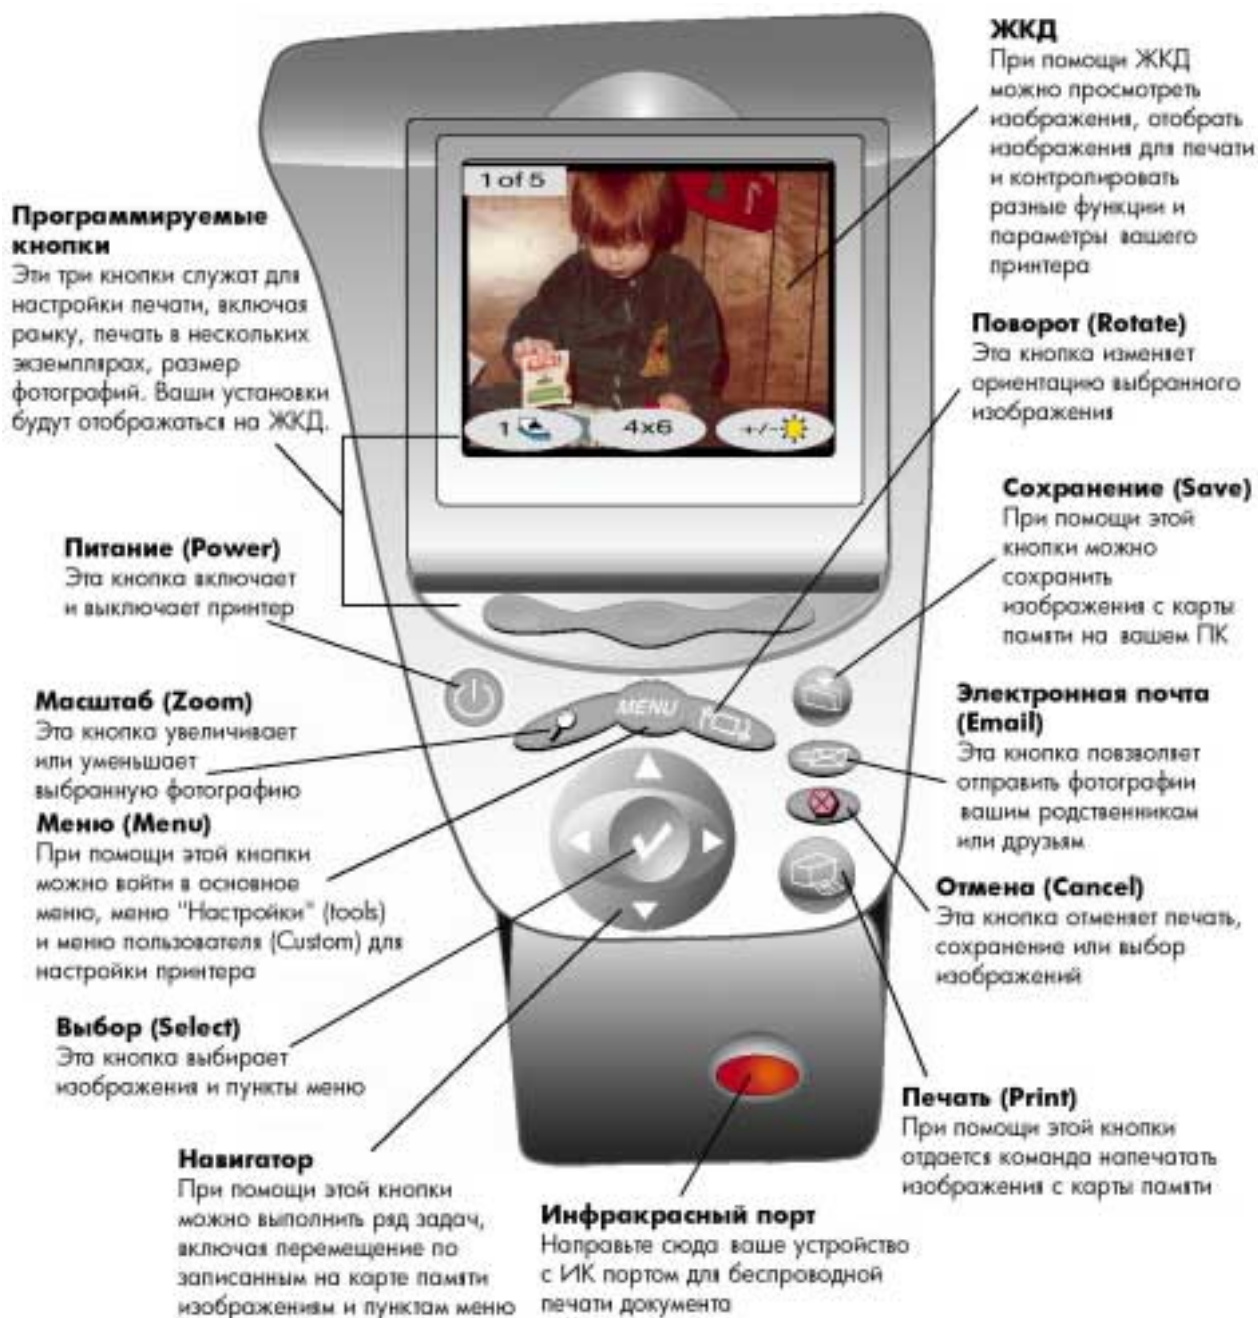 ЖКД
При помощи ЖКД
можно просмотреть
изображения, отобрать
изображения для печати
и контролировать
разные функции и
параметры вашего
принтера
1 of 5
Программируемые
кнопки
Эти три кнопки служат для
настройки печати, включая
рамку, печать в нескольких
экземплярах, размер
фотографий. Ваши установки
будут отображаться на ЖКД.
Поворот (Rotate)
Эта кнопка изменяет
ориентацию выбранного
изображения
1
4x6
+/-
Сохранение (Save)
При помощи этой
кнопки можно
сохранить
изображения с карты
памяти на вашем ПК
Питание (Power)
Эта кнопка включает
и выключает принтер
Масштаб (Zoom)
Эта кнопка увеличивает
или уменьшает
выбранную фотографию
MENU
Электронная почта
(Email)
Эта кнопка повзволяет
отправить фотографии
вашим родственникам
или друзьям
Меню (Menu)
При помощи этой кнопки
можно войти в основное
меню, меню "Настройки" (tools)
и меню пользователя (Custom) для
настройки принтера
Отмена (Cancel)
Эта кнопка отменяет печать,
сохранение или выбор
изображений
Выбор (Select)
Эта кнопка выбирает
изображения и пункты меню
Печать (Print)
При помощи этой кнопки
отдается команда напечатать
изображения с карты памяти
Навигатор
При помощи этой кнопки
можно выполнить ряд задач,
включая перемещение по
записанным на карте памяти
изображениям и пунктам меню
Инфракрасный порт
Направьте сюда ваше устройство
с ИК портом для беспроводной
печати документа